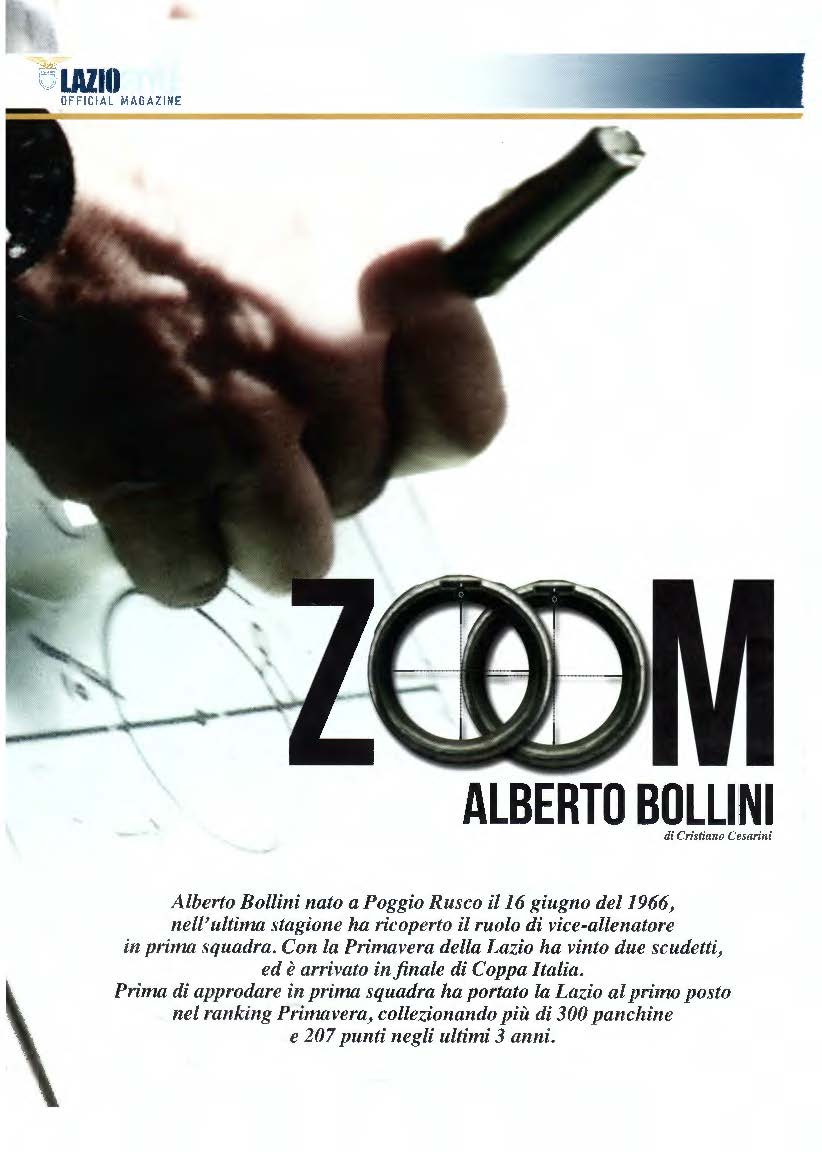 LAZIO
OFFICIAL MAGAZINE
ZOOM
ALBERTO BOLLINI
di Cristiano Cesarini
Alberto Bollini nato a Poggio Rusco il 16 giugno del 1966,
nell'ultima stagione ha ricoperto il ruolo di vice-allenatore
in prima squadra. Con la Primavera della Lazio ha vinto due scudetti,
ed è arrivato in finale di Coppa Italia.
Prima di approdare in prima squadra ha portato la Lazio al primo posto
nel ranking Primavera, collezionando più di 300 panchine
e 207 punti negli ultimi 3 anni.